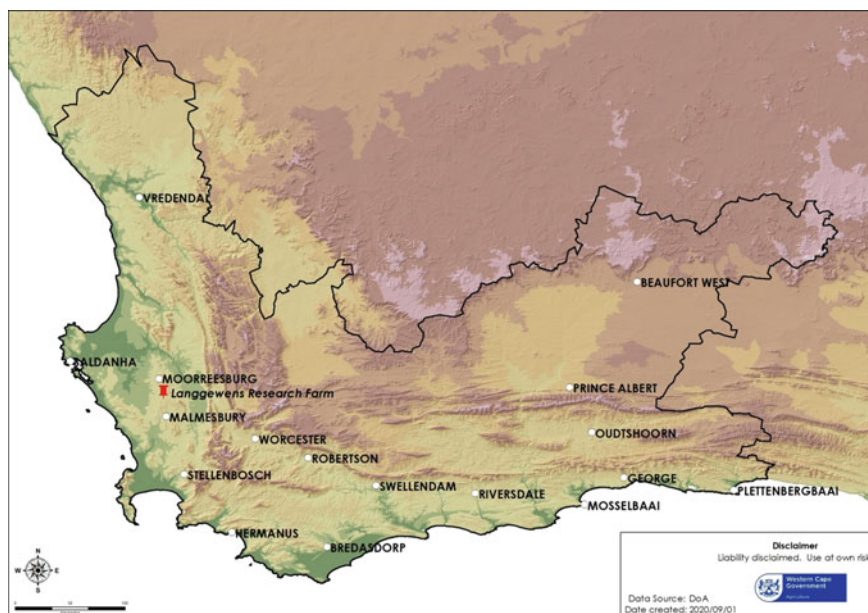 VREDENDAL
BEAUFORT WEST
ALDANHA
MOORREESBURG
Langgewens Research Farm
PRINCE ALBERT
MALMESBURY
WORCESTER
OUDTSHOORN
ROBERTSON
STELLENBOSCH
SWELLENDAM
GEORGE
RIVERSDALE
PLETTENBERGBAAI
MOSSELBAAI
HERMANUS
BREDASDORP
N
W E
S
Disclaimer
Liability disclaimed. Use at own risk
Western Cape
Government
Agriculture
Data Source: DoA
Date created: 2020/09/01